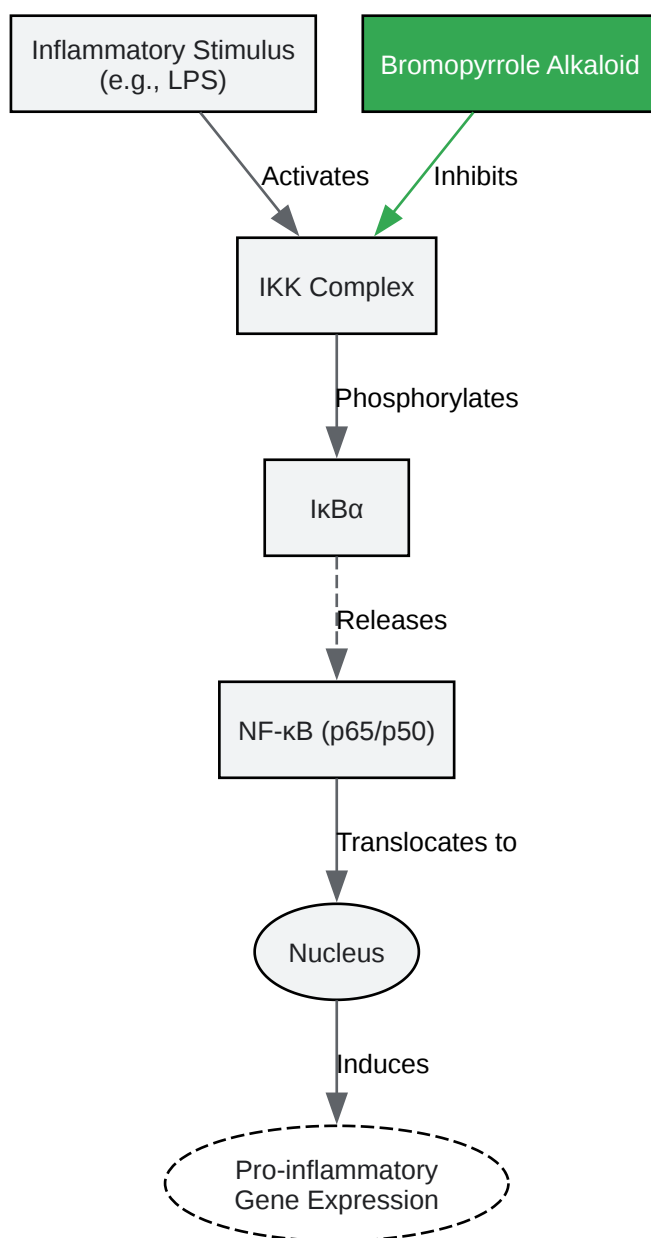 Inflammatory Stimulus
(e.g., LPS)
Bromopyrrole Alkaloid
Activates
Inhibits
IKK Complex
Phosphorylates
IκBα
Releases
NF-κB (p65/p50)
Translocates to
Nucleus
Induces
Pro-inflammatory
Gene Expression